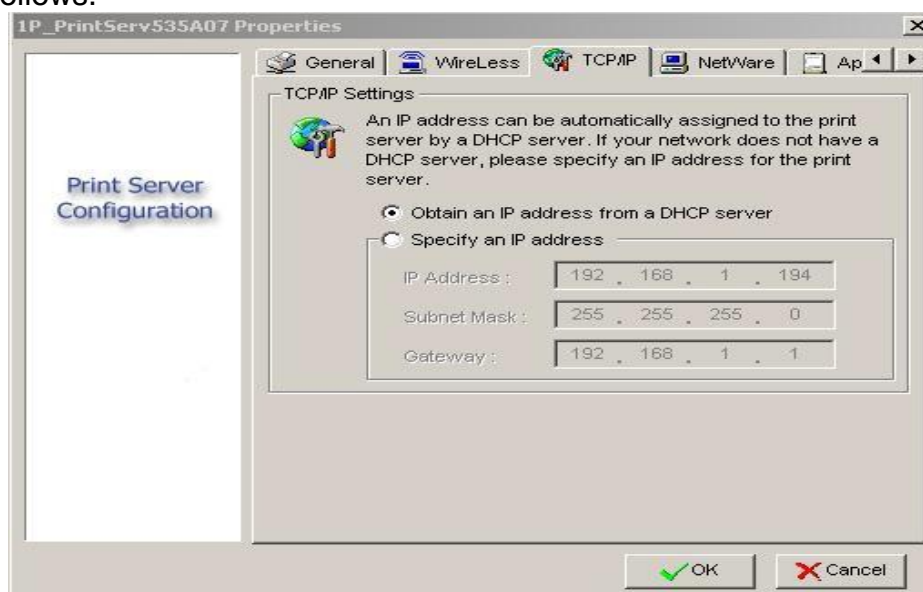 ollows:
1P_PrintServ535A07 Properties
General WireLess TCP/IP NetWare Ap
TCP/IP Settings
An IP address can be automatically assigned to the print
server by a DHCP server. If your network does not have a
DHCP server, please specify an IP address for the print
server.
Print Server
Configuration
Obtain an IP address from a DHCP server
Specify an IP address
IP Address : 192 . 168 . 1 . 194
Subnet Mask : 255 . 255 . 255 . 0
Gateway : 192 . 168 . 1 . 1
OK Cancel